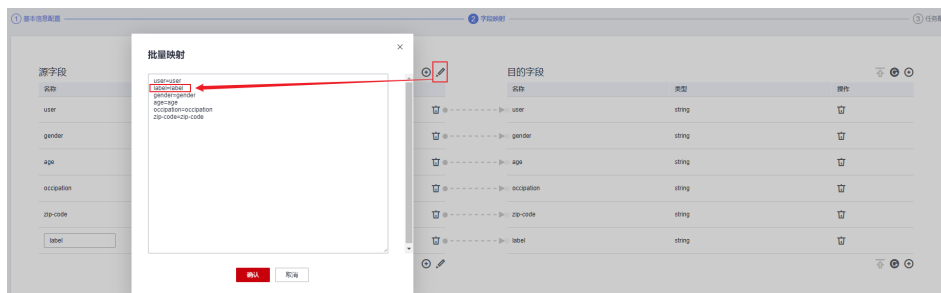 1 基本信息配置
2 字段映射
3 任务
批量映射
×
user=user
label=label
gender=gender
age=age
occipation=occipation
zip-code=zip-code
确认 取消
源字段
名称
user
gender
age
occipation
zip-code
label
目的字段
名称 类型 操作
user string
gender string
age string
occipation string
zip-code string
label string